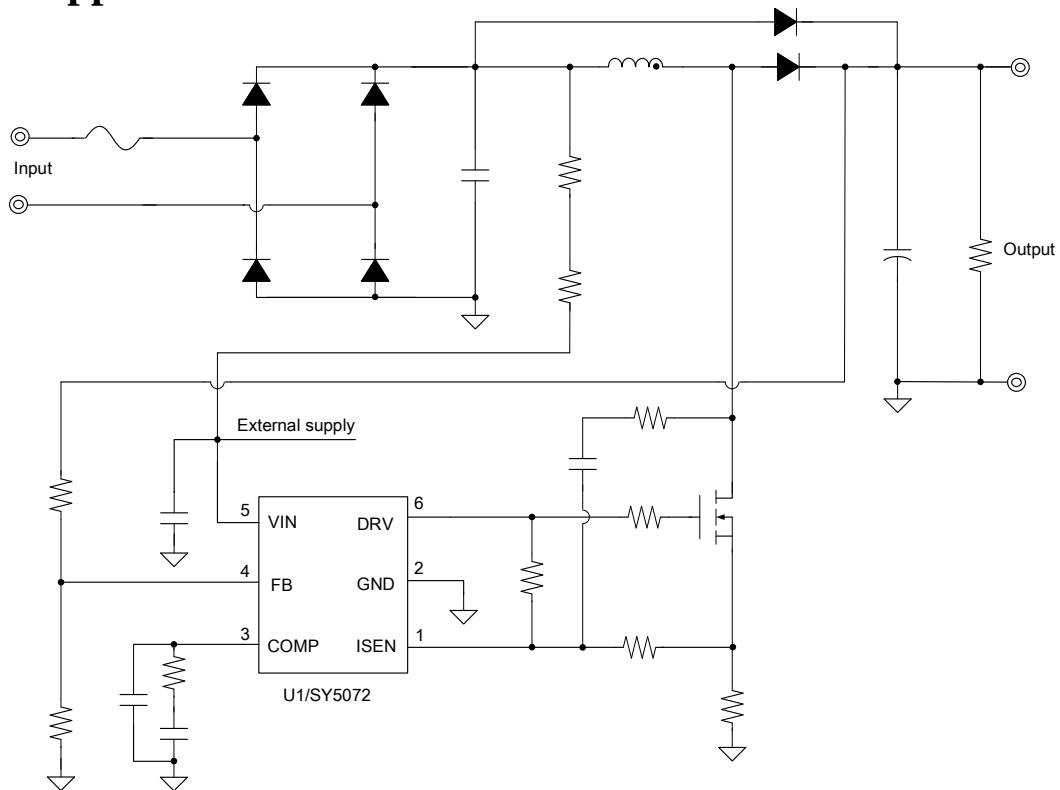 Input
Output
External supply
5
VIN
DRV
6
4
FB
GND
2
3
COMP
ISEN
1
U1/SY5072